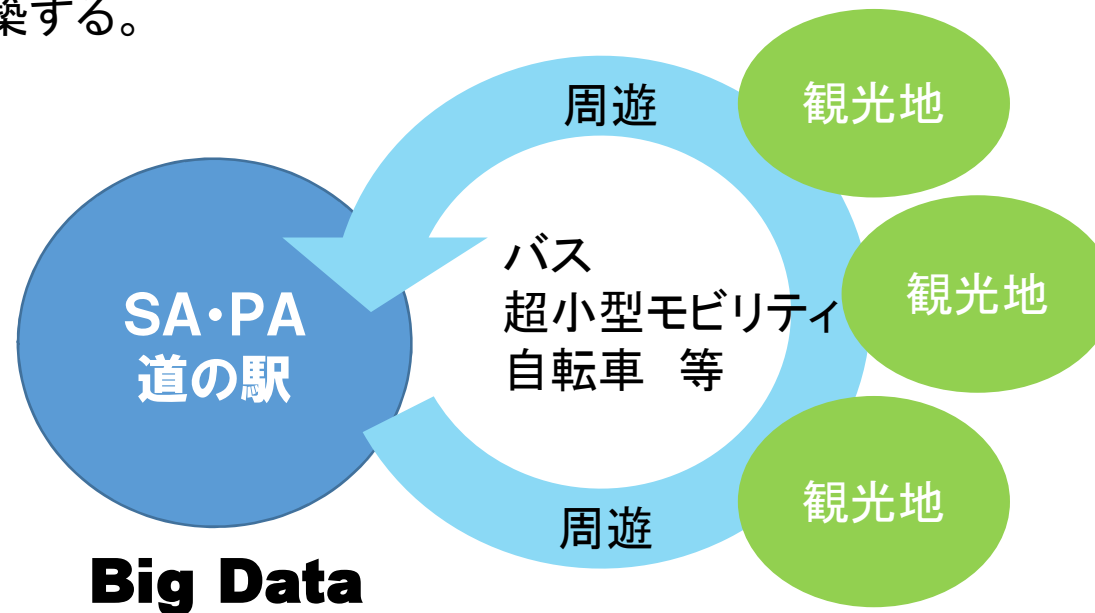 築する。
周遊
観光地
バス
超小型モビリティ
自転車　等
観光地
SA・PA
道の駅
観光地
周遊
Big Data